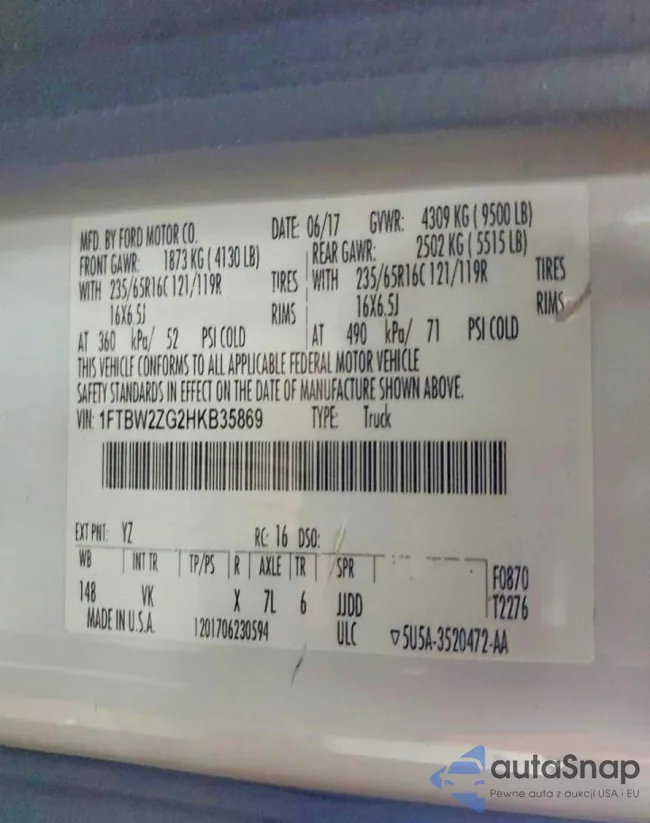 MFD. BY FORD MOTOR CO. DATE: 06/17 GVWR: 4309 KG ( 9500 LB)
FRONT GAWR: 1873 KG ( 4130 LB) REAR GAWR: 2502 KG ( 5515 LB)
WITH 235/65R16C 121/119R TIRES WITH 235/65R16C 121/119R TIRES
16X6.5J RIMS 16X6.5J RIMS
AT 360 kPa/ 52 PSI COLD AT 490 kPa/ 71 PSI COLD
THIS VEHICLE CONFORMS TO ALL APPLICABLE FEDERAL MOTOR VEHICLE
SAFETY STANDARDS IN EFFECT ON THE DATE OF MANUFACTURE SHOWN ABOVE.
VIN: 1FTBW2ZG2HKB35869 TYPE: Truck
EXT PNT: YZ RC: 16 DSO:
WB INT TR TP/PS R AXLE TR SPR F0870
148 VK X 7L 6 JJDD T2276
MADE IN U.S.A. 1201706230594 ULC ▽5U5A-3520472-AA
autaSnap
Pewne auta z aukcji USA i EU